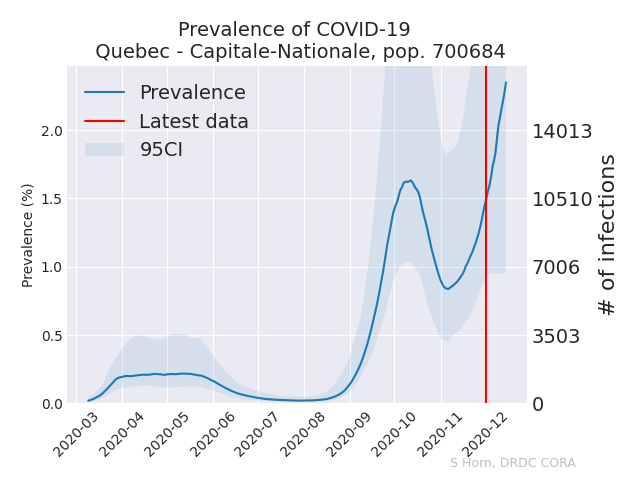 Prevalence of COVID-19
Quebec - Capitale-Nationale, pop. 700684
Prevalence
Latest data
95CI
Prevalence (%)
2.0
1.5
1.0
0.5
0.0
14013
10510
7006
3503
0
# of infections
2020-03
2020-04
2020-05
2020-06
2020-07
2020-08
2020-09
2020-10
2020-11
2020-12
S Horn, DRDC CORA